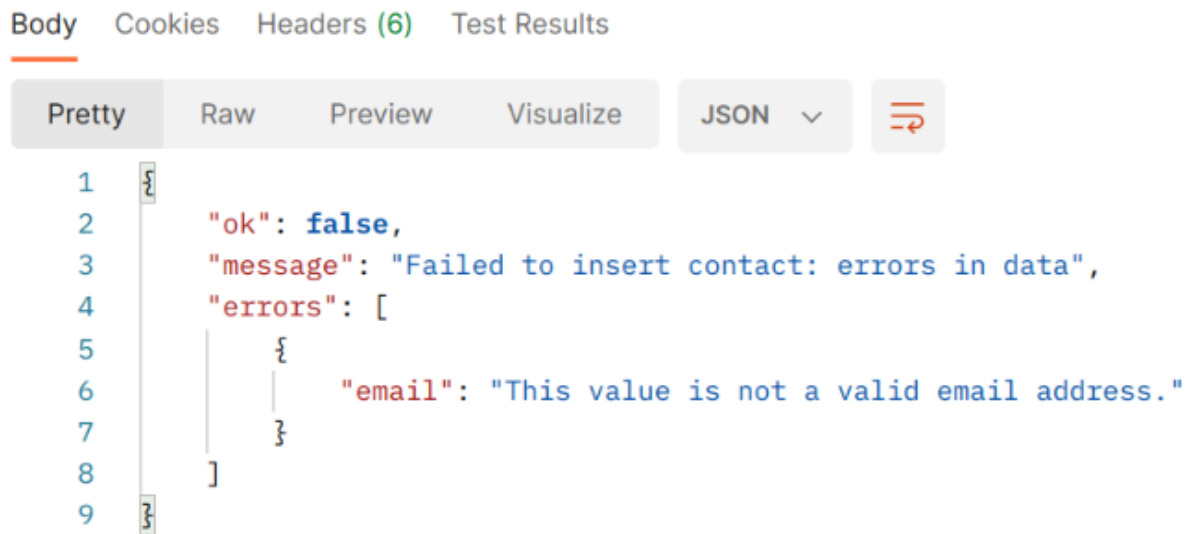 Body Cookies Headers (6) Test Results
Pretty Raw Preview Visualize JSON
1 {
2 "ok": false,
3 "message": "Failed to insert contact: errors in data",
4 "errors": [
5 {
6 "email": "This value is not a valid email address."
7 }
8 ]
9 }